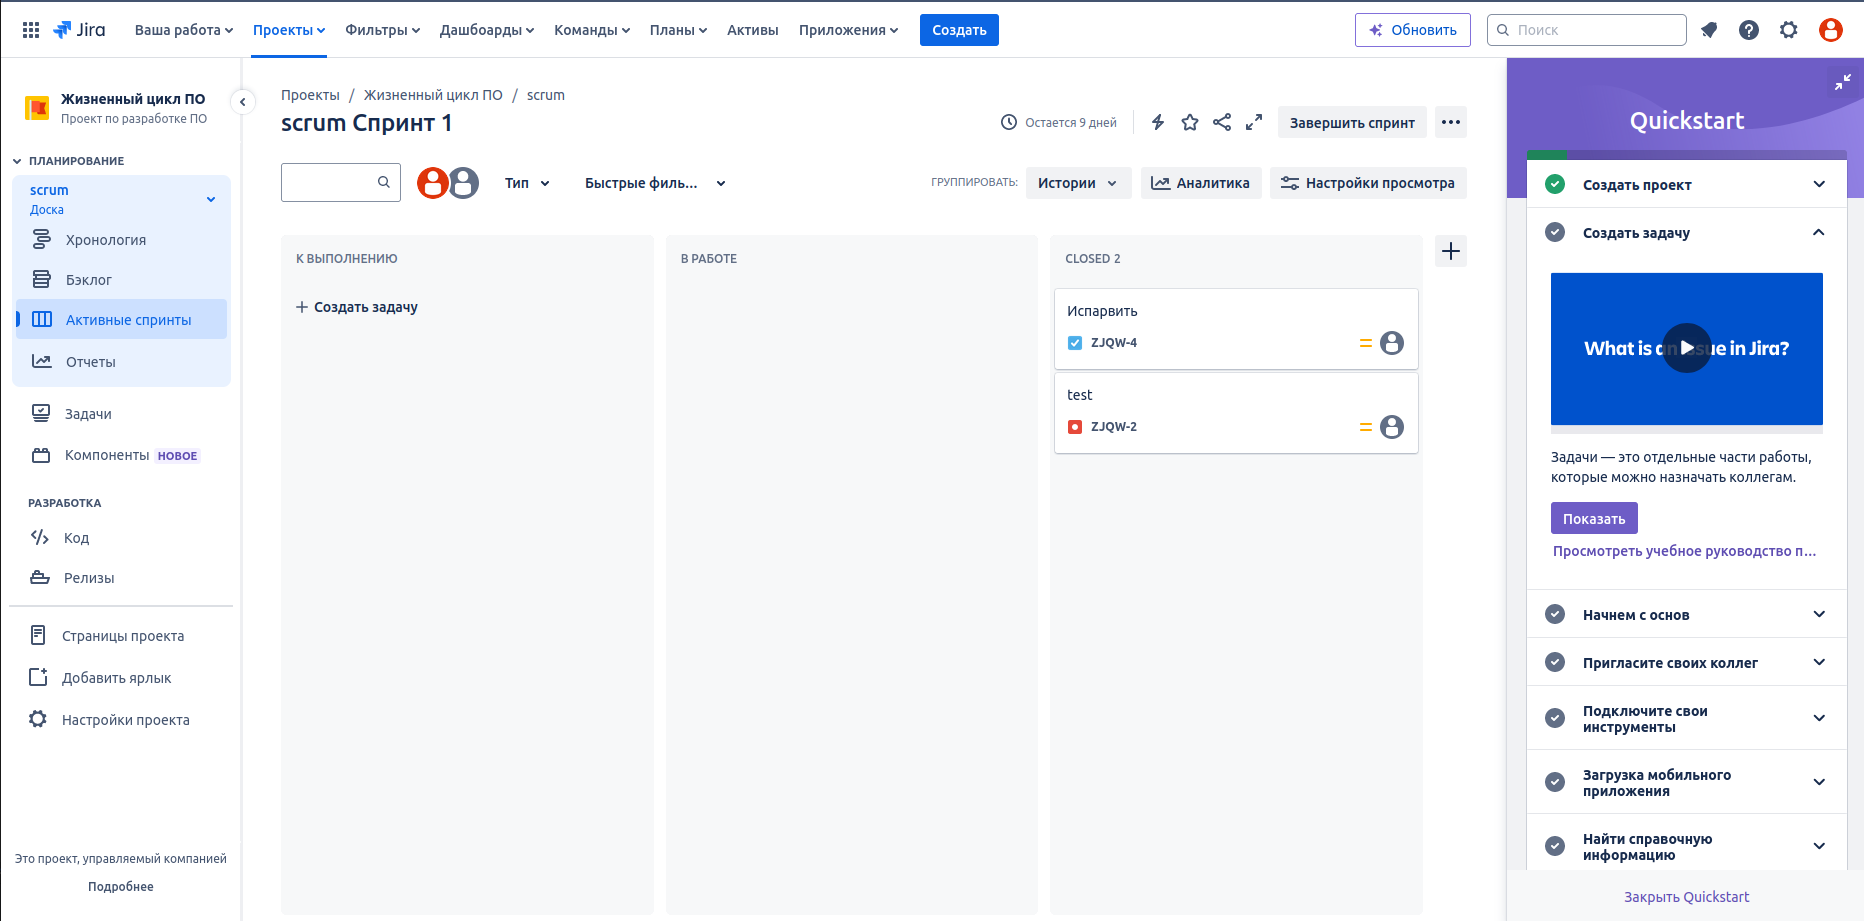 Jira
Ваша работа
Проекты
Фильтры
Дашборды
Команды
Планы
Активы
Приложения
Создать
Обновить
Поиск
Жизненный цикл ПО
Проект по разработке ПО
ПЛАНИРОВАНИЕ
scrum
Доска
Хронология
Бэклог
Активные спринты
Отчеты
Задачи
Компоненты НОВОЕ
РАЗРАБОТКА
Код
Релизы
Страницы проекта
Добавить ярлык
Настройки проекта
Это проект, управляемый компанией
Подробнее
Проекты / Жизненный цикл ПО / scrum
scrum Спринт 1
Остается 9 дней
Завершить спринт
Тип
Быстрые филь...
ГРУППИРОВАТЬ:
Истории
Аналитика
Настройки просмотра
К ВЫПОЛНЕНИЮ
+ Создать задачу
В РАБОТЕ
CLOSED 2
Испарвить
ZJQW-4
test
ZJQW-2
Quickstart
Создать проект
Создать задачу
What is an issue in Jira?
Задачи — это отдельные части работы,
которые можно назначать коллегам.
Показать
Просмотреть учебное руководство п...
Начнем с основ
Пригласите своих коллег
Подключите свои
инструменты
Загрузка мобильного
приложения
Найти справочную
информацию
Закрыть Quickstart